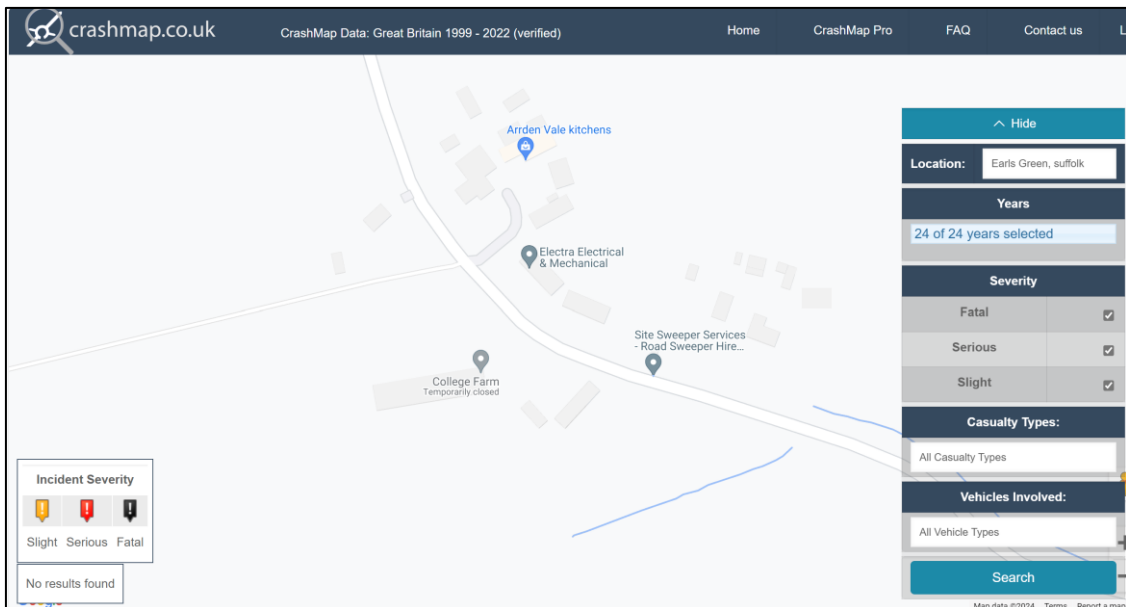 crashmap.co.uk
CrashMap Data: Great Britain 1999 - 2022 (verified)
Home
CrashMap Pro
FAQ
Contact us
L
Arrden Vale kitchens
Electra Electrical
& Mechanical
Site Sweeper Services
- Road Sweeper Hire...
College Farm
Temporarily closed
Hide
Location:
Earls Green, suffolk
Years
24 of 24 years selected
Severity
Fatal
Serious
Slight
Casualty Types:
All Casualty Types
Vehicles Involved:
All Vehicle Types
Search
Incident Severity
Slight Serious Fatal
No results found
Google
Map data ©2024 Terms Report a map